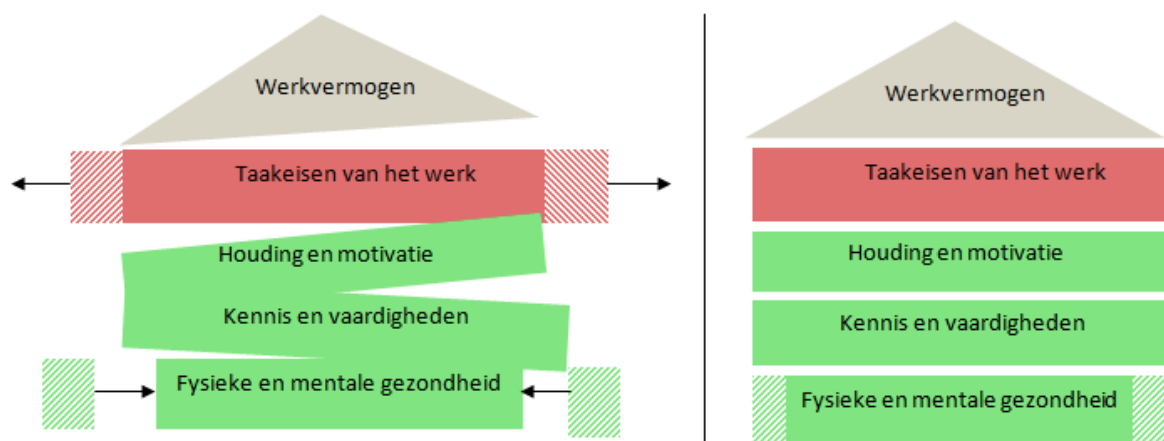 Werkvermogen
Taakeisen van het werk
Houding en motivatie
Kennis en vaardigheden
Fysieke en mentale gezondheid
Werkvermogen
Taakeisen van het werk
Houding en motivatie
Kennis en vaardigheden
Fysieke en mentale gezondheid